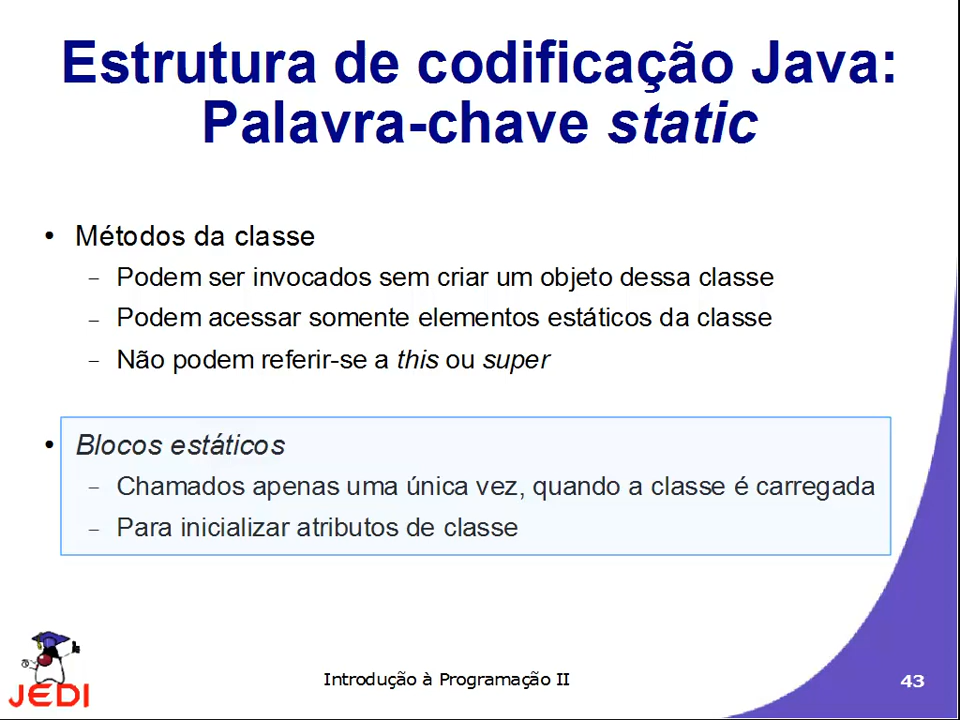 Estrutura de codificação Java:
Palavra-chave static
• Métodos da classe
– Podem ser invocados sem criar um objeto dessa classe
– Podem acessar somente elementos estáticos da classe
– Não podem referir-se a this ou super
• Blocos estáticos
– Chamados apenas uma única vez, quando a classe é carregada
– Para inicializar atributos de classe
JEDI
Introdução à Programação II
43